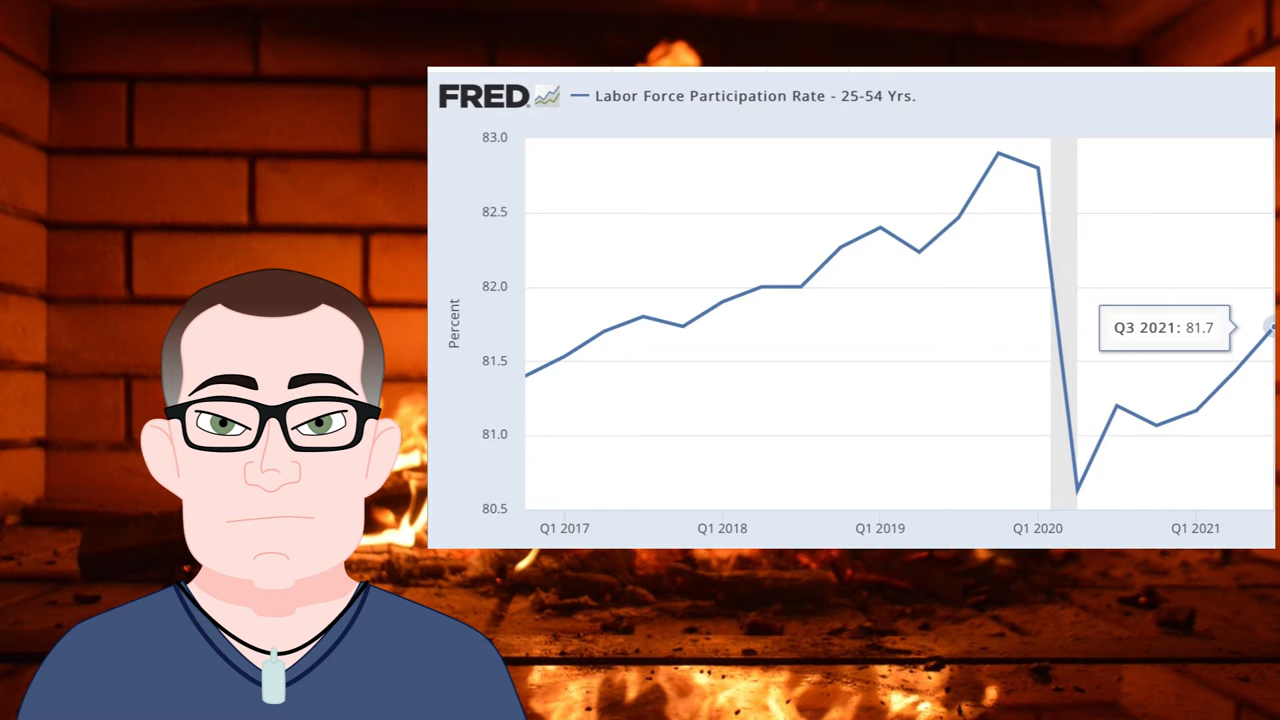 FRED
Labor Force Participation Rate - 25-54 Yrs.
83.0
82.5
82.0
81.5
81.0
80.5
Percent
Q3 2021: 81.7
Q1 2017
Q1 2018
Q1 2019
Q1 2020
Q1 2021